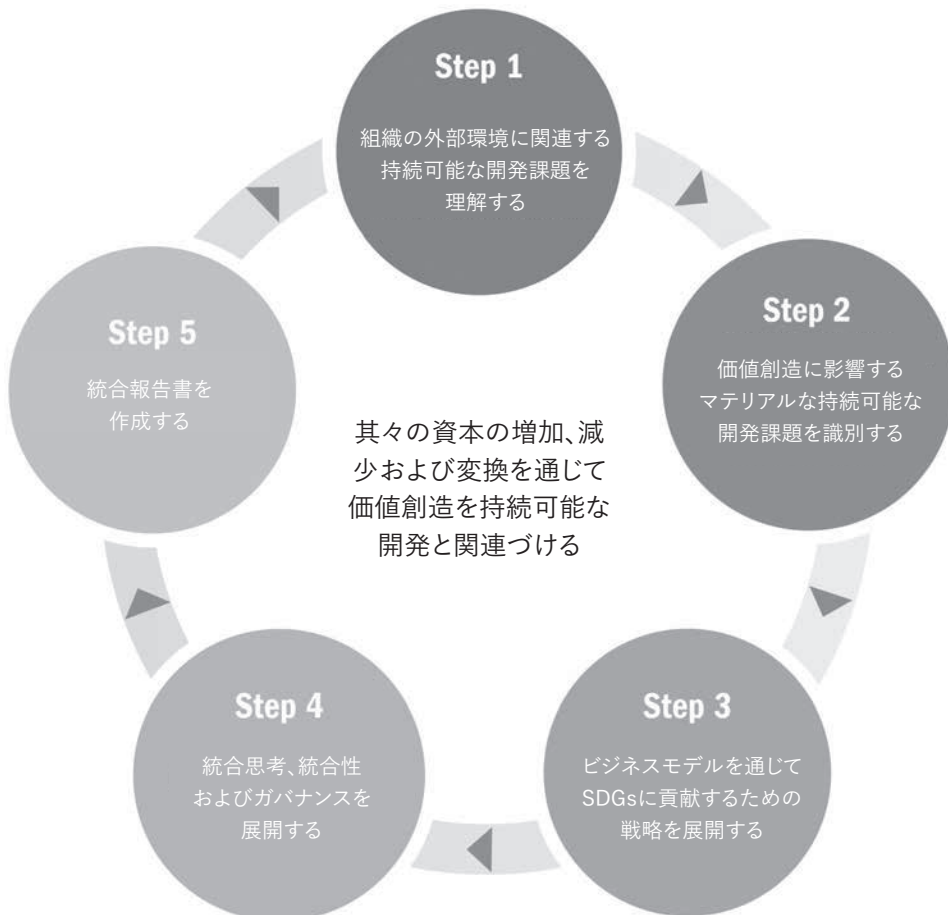 Step 1
組織の外部環境に関連する
持続可能な開発課題を
理解する
Step 2
価値創造に影響する
マテリアルな持続可能な
開発課題を識別する
Step 3
ビジネスモデルを通じて
SDGsに貢献するための
戦略を展開する
Step 4
統合思考、統合性
およびガバナンスを
展開する
Step 5
統合報告書を
作成する
其々の資本の増加、減
少および変換を通じて
価値創造を持続可能な
開発と関連づける